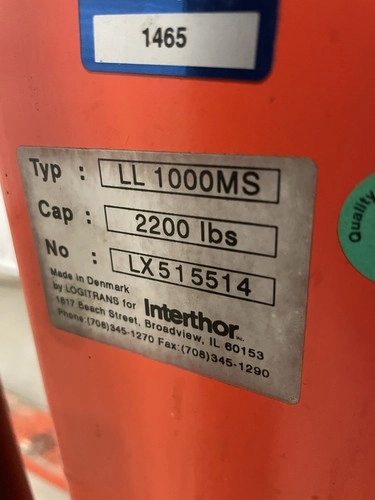 1465
Typ : LL 1000MS
Cap : 2200 lbs
No : LX515514
Made in Denmark
by LOGITRANS for Interthor™
1817 Beach Street, Broadview, IL 60153
Phone (708)345-1270 Fax:(708)345-1290
Quality